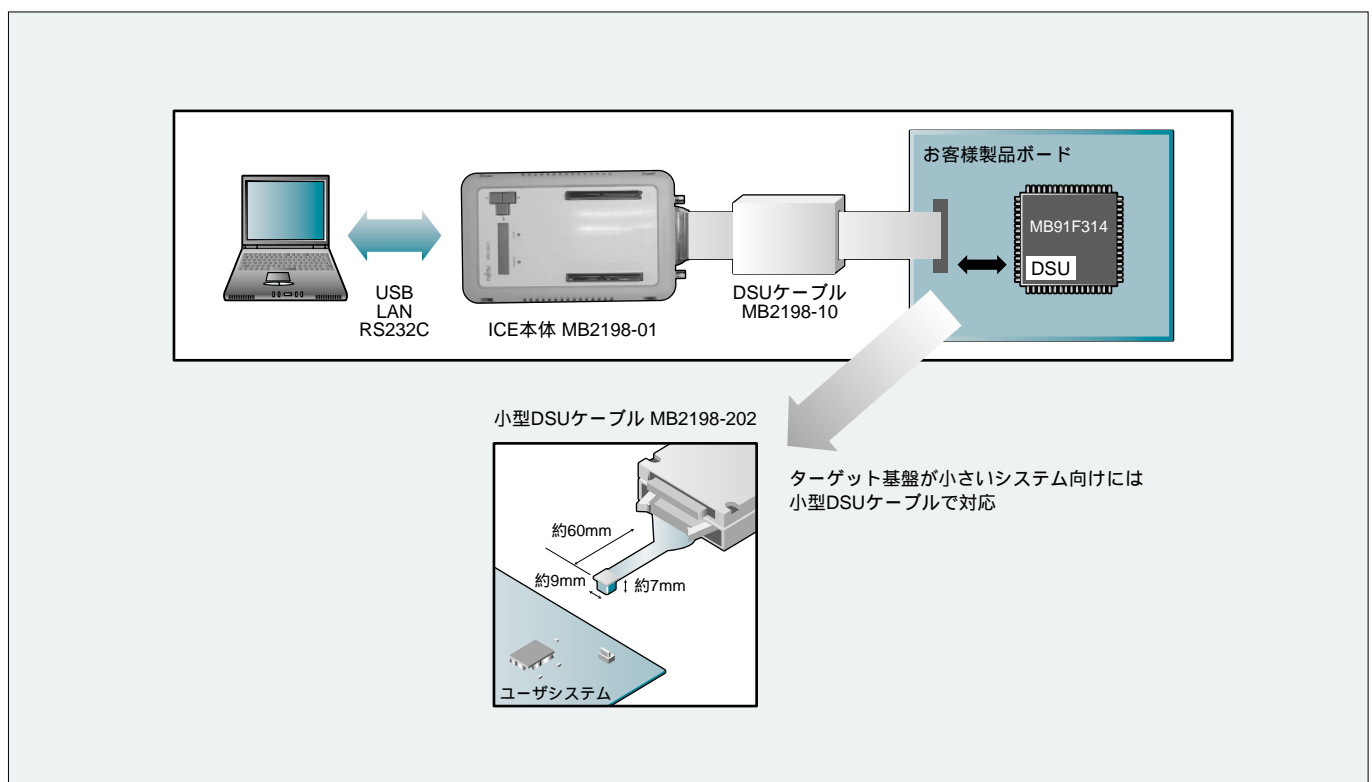 お客様製品ボード
MB91F314
DSU
USB
LAN
RS232C
ICE本体 MB2198-01
DSUケーブル
MB2198-10
小型DSUケーブル MB2198-202
ターゲット基盤が小さいシステム向けには
小型DSUケーブルで対応
約60mm
約9mm
約7mm
ユーザシステム